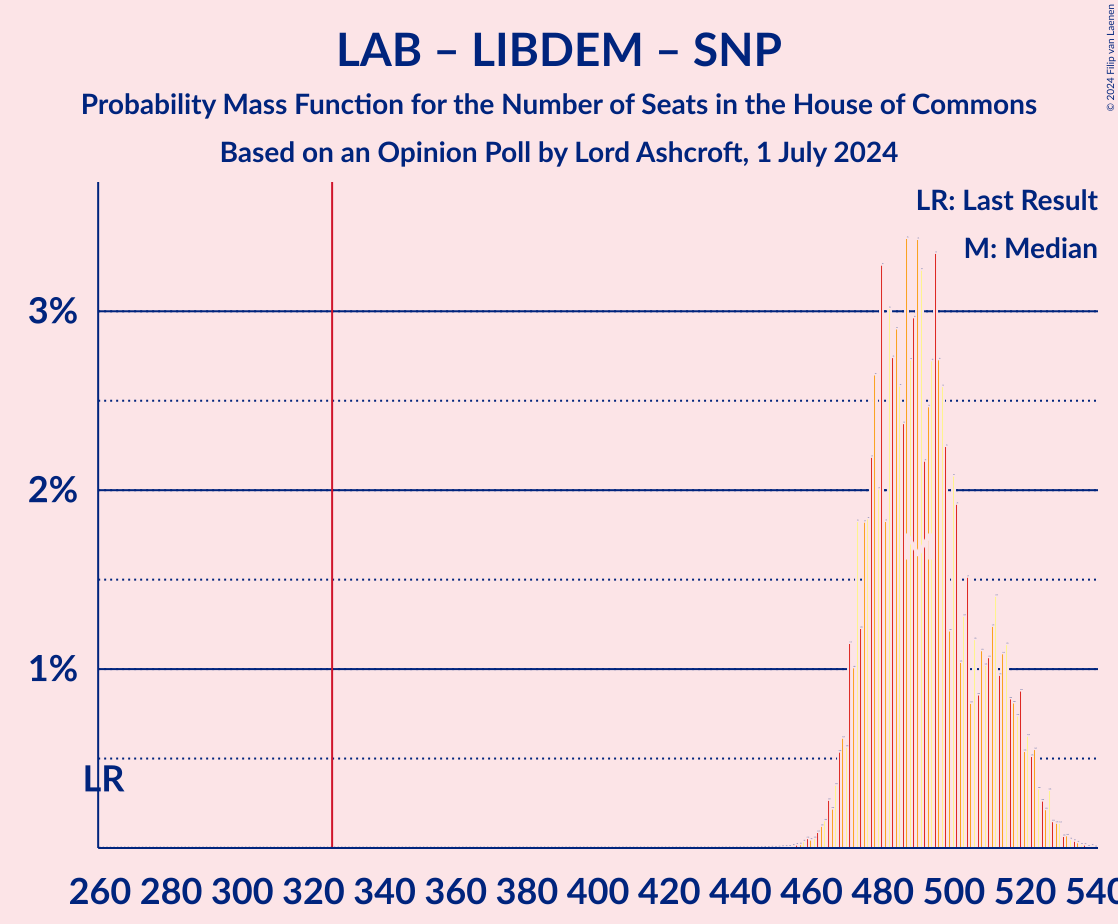 LAB – LIBDEM – SNP
Probability Mass Function for the Number of Seats in the House of Commons
Based on an Opinion Poll by Lord Ashcroft, 1 July 2024
© 2024 Filip van Laenen
LR: Last Result
M: Median
3%
2%
1%
LR
260 280 300 320 340 360 380 400 420 440 460 480 500 520 540